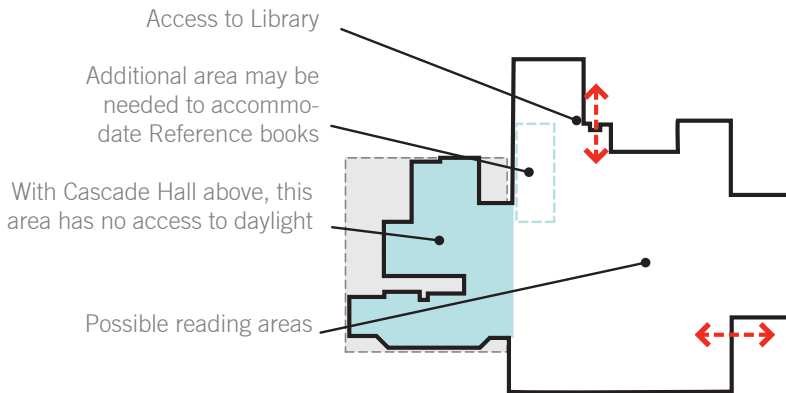 Access to Library
Additional area may be
needed to accommo-
date Reference books
With Cascade Hall above, this
area has no access to daylight
Possible reading areas